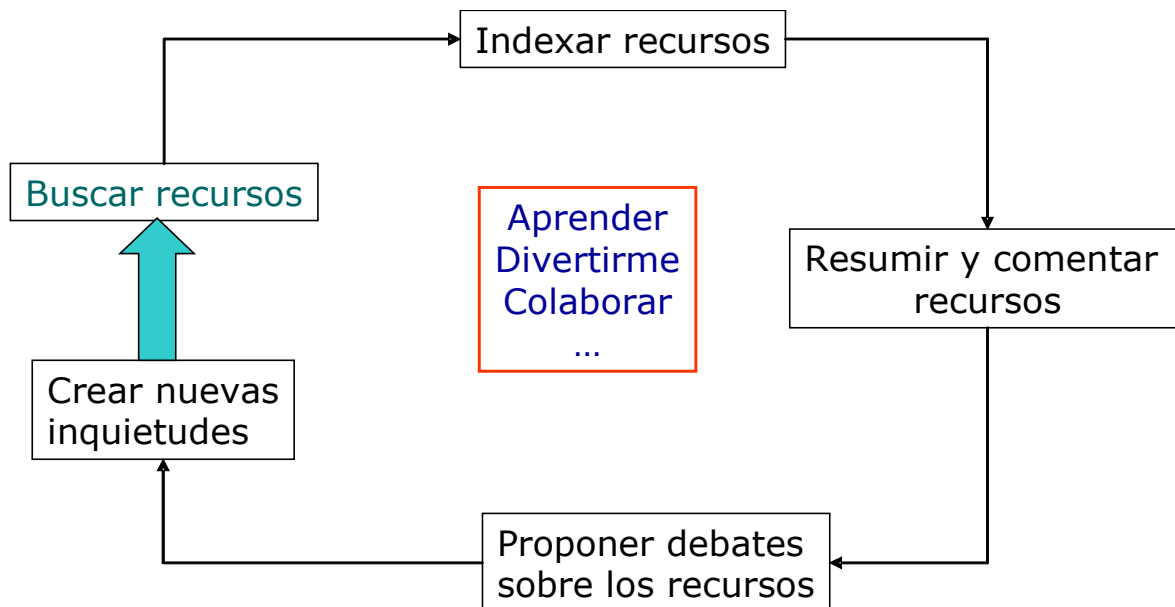 Indexar recursos
Buscar recursos
Aprender
Divertirme
Colaborar
...
Resumir y comentar
recursos
Crear nuevas
inquietudes
Proponer debates
sobre los recursos